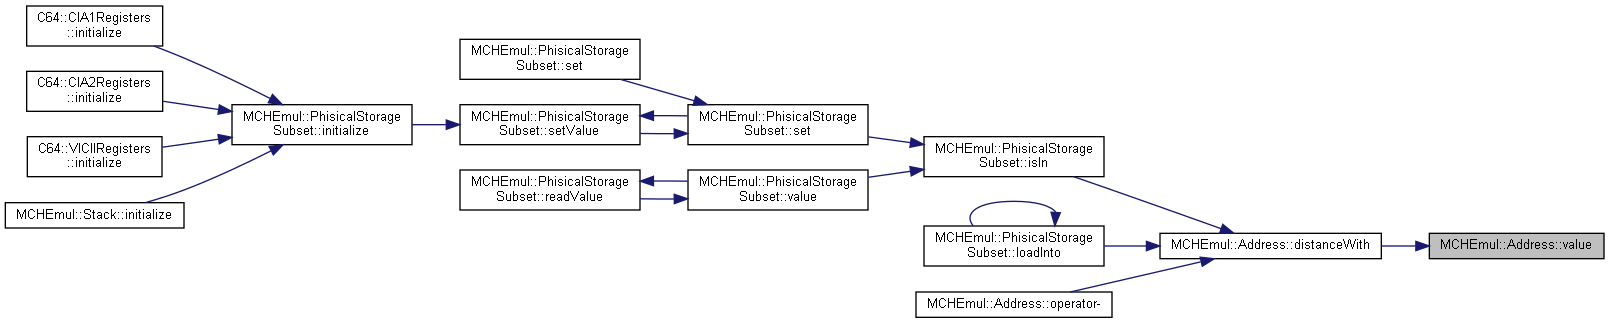 C64::CIA1Registers
::initialize
C64::CIA2Registers
::initialize
C64::VICIIRegisters
::initialize
MCHEmul::Stack::initialize
MCHEmul::PhisicalStorage
Subset::initialize
MCHEmul::PhisicalStorage
Subset::set
MCHEmul::PhisicalStorage
Subset::setValue
MCHEmul::PhisicalStorage
Subset::readValue
MCHEmul::PhisicalStorage
Subset::set
MCHEmul::PhisicalStorage
Subset::value
MCHEmul::PhisicalStorage
Subset::isIn
MCHEmul::PhisicalStorage
Subset::loadInto
MCHEmul::Address::operator-
MCHEmul::Address::distanceWith
MCHEmul::Address::value